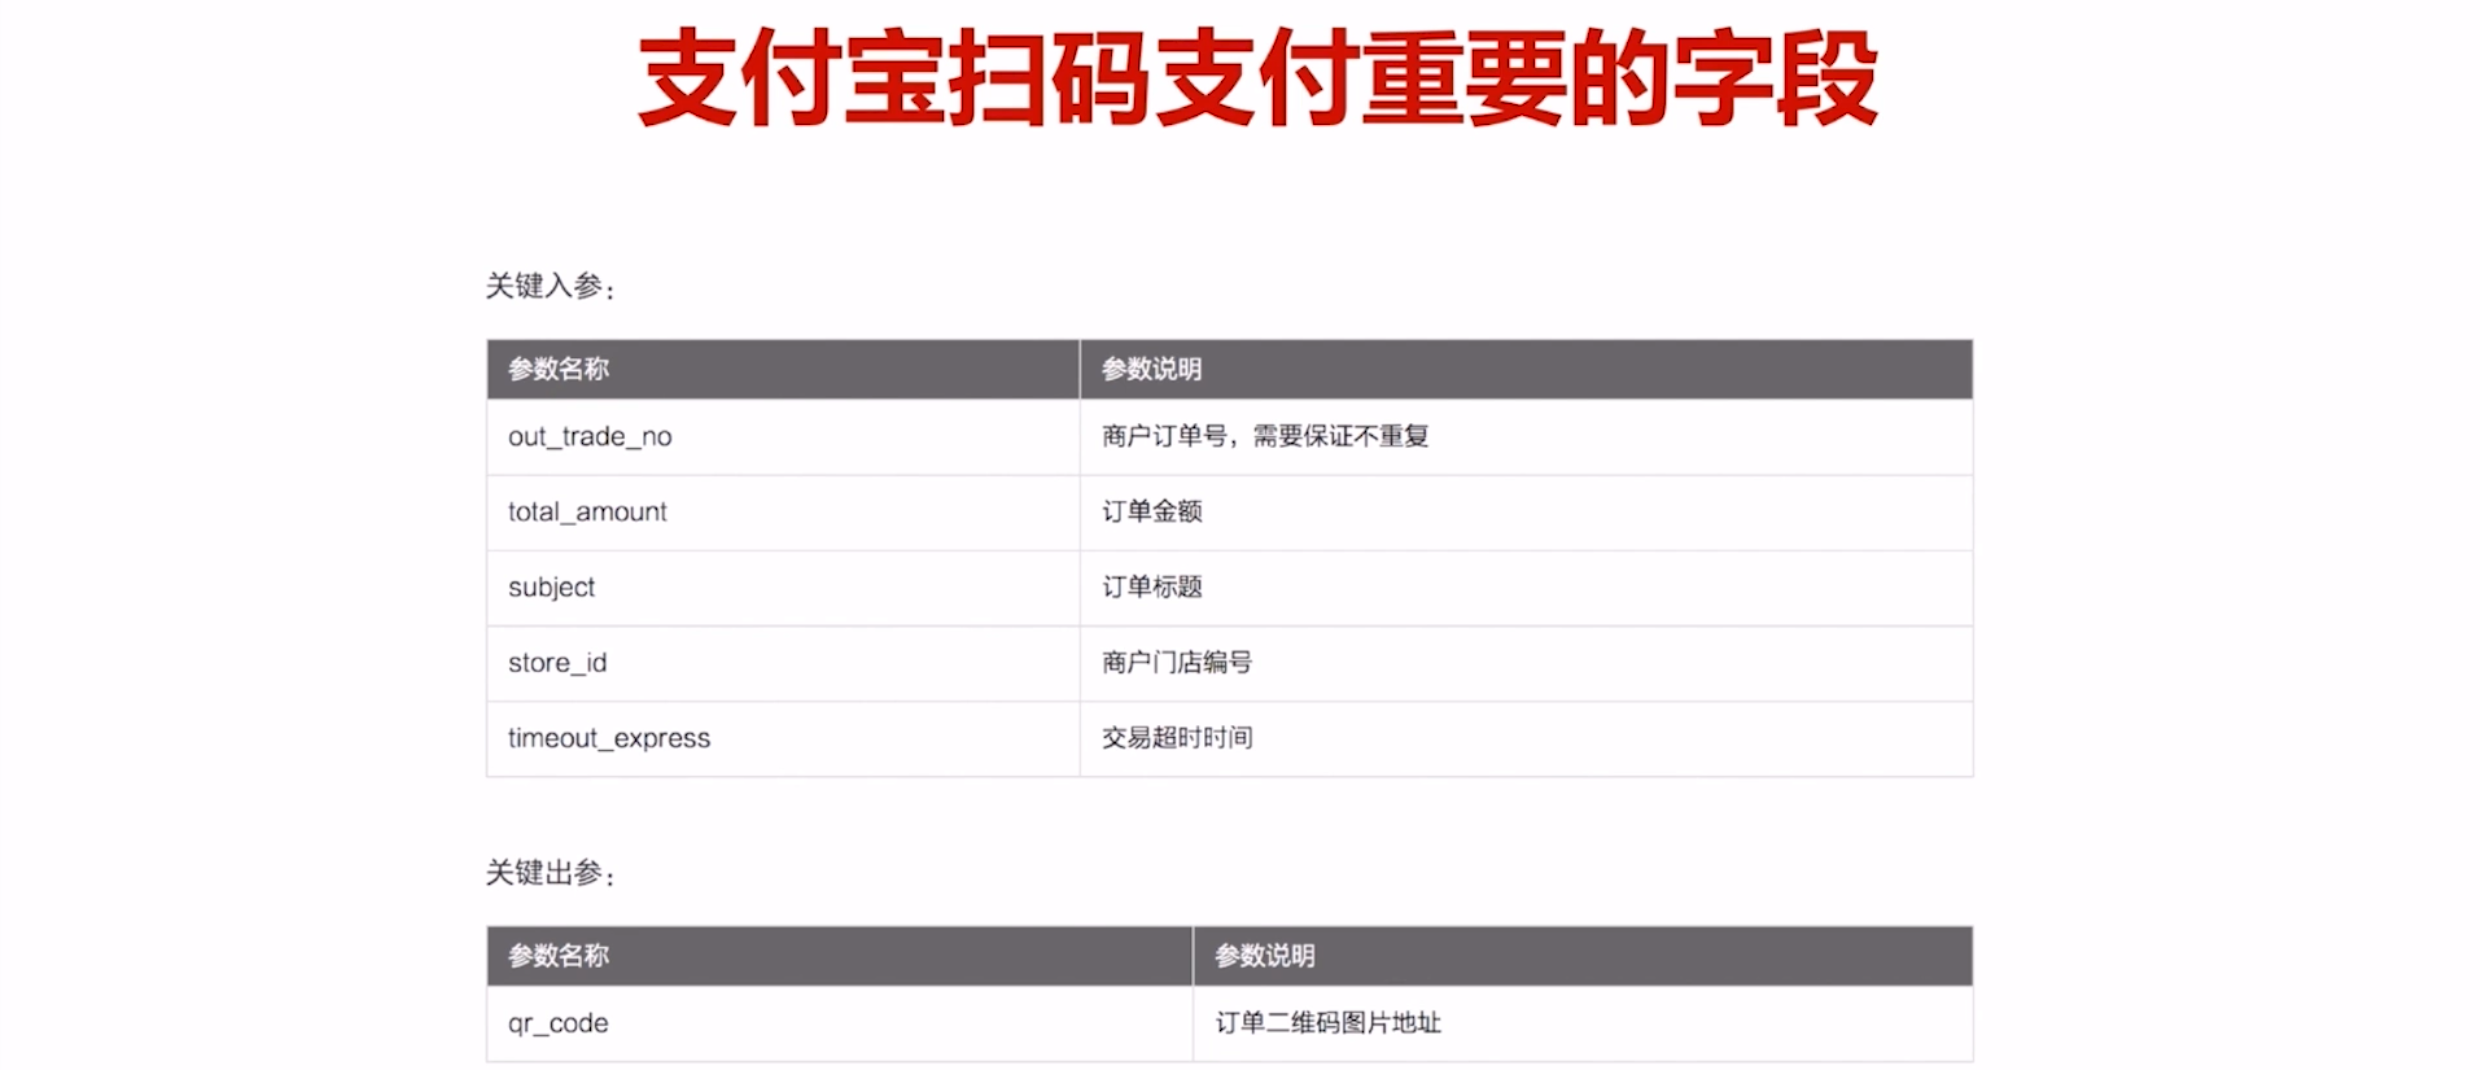 支付宝扫码支付重要的字段
关键入参：
参数名称 参数说明
out_trade_no 商户订单号，需要保证不重复
total_amount 订单金额
subject 订单标题
store_id 商户门店编号
timeout_express 交易超时时间
关键出参：
参数名称 参数说明
qr_code 订单二维码图片地址